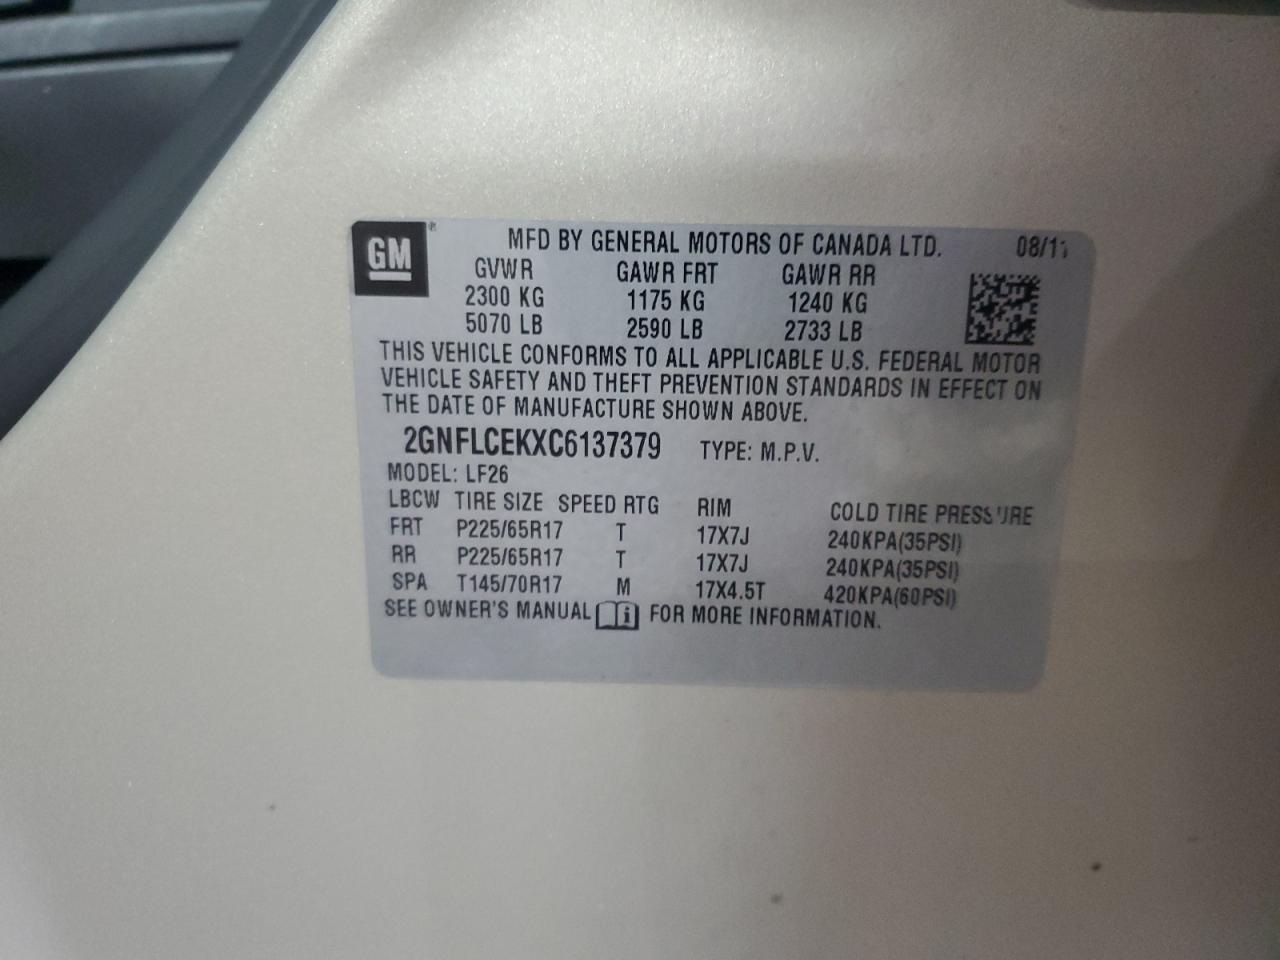 GM®
MFD BY GENERAL MOTORS OF CANADA LTD. 08/11
GVWR GAWR FRT GAWR RR
2300 KG 1175 KG 1240 KG
5070 LB 2590 LB 2733 LB
THIS VEHICLE CONFORMS TO ALL APPLICABLE U.S. FEDERAL MOTOR
VEHICLE SAFETY AND THEFT PREVENTION STANDARDS IN EFFECT ON
THE DATE OF MANUFACTURE SHOWN ABOVE.
2GNFLCEKXC6137379 TYPE: M.P.V.
MODEL: LF26
LBCW TIRE SIZE SPEED RTG RIM COLD TIRE PRESSURE
FRT P225/65R17 T 17X7J 240KPA(35PSI)
RR P225/65R17 T 17X7J 240KPA(35PSI)
SPA T145/70R17 M 17X4.5T 420KPA(60PSI)
SEE OWNER'S MANUAL i FOR MORE INFORMATION.